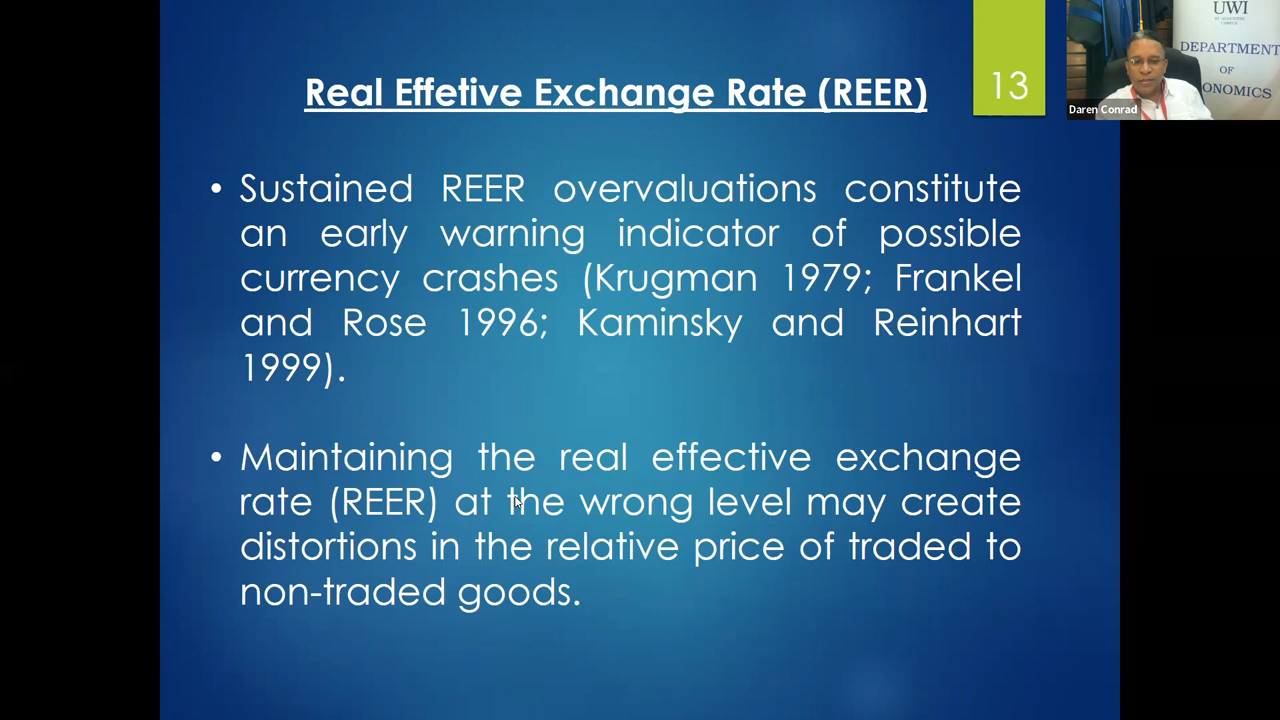 Real Effetive Exchange Rate (REER)
13
• Sustained REER overvaluations constitute
an early warning indicator of possible
currency crashes (Krugman 1979; Frankel
and Rose 1996; Kaminsky and Reinhart
1999).
• Maintaining the real effective exchange
rate (REER) at the wrong level may create
distortions in the relative price of traded to
non-traded goods.
UWI
DEPARTMENT
OF
ONOMICS
Daren Conrad